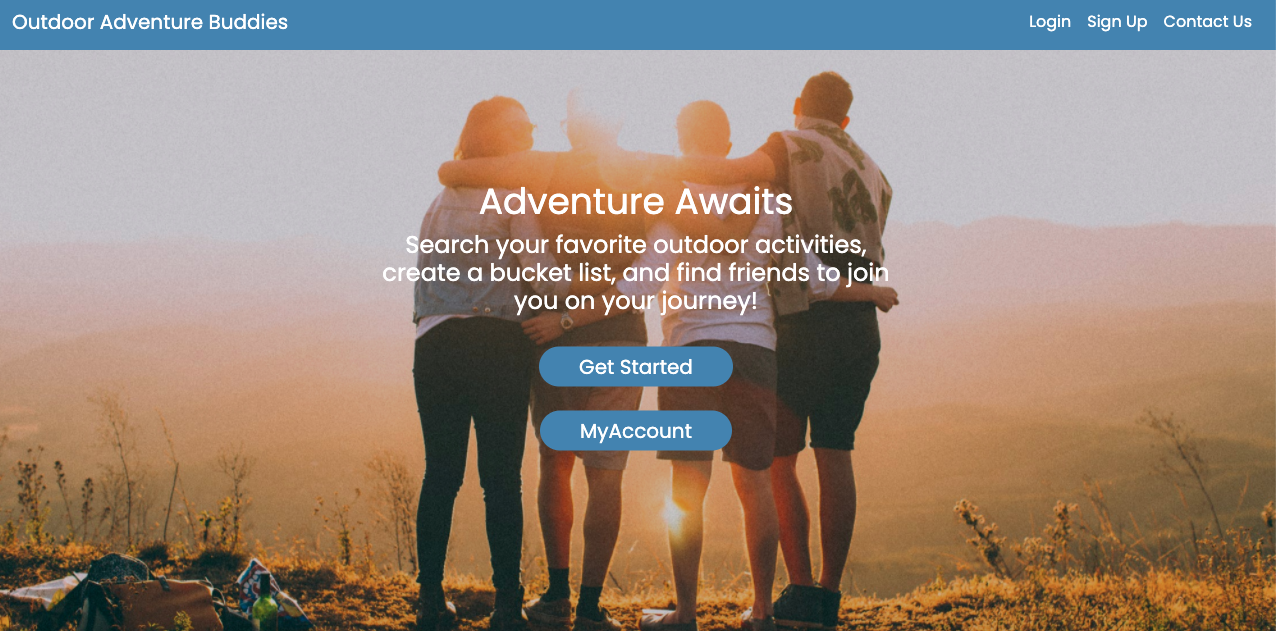 Outdoor Adventure Buddies
Login Sign Up Contact Us
Adventure Awaits
Search your favorite outdoor activities,
create a bucket list, and find friends to join
you on your journey!
Get Started
MyAccount